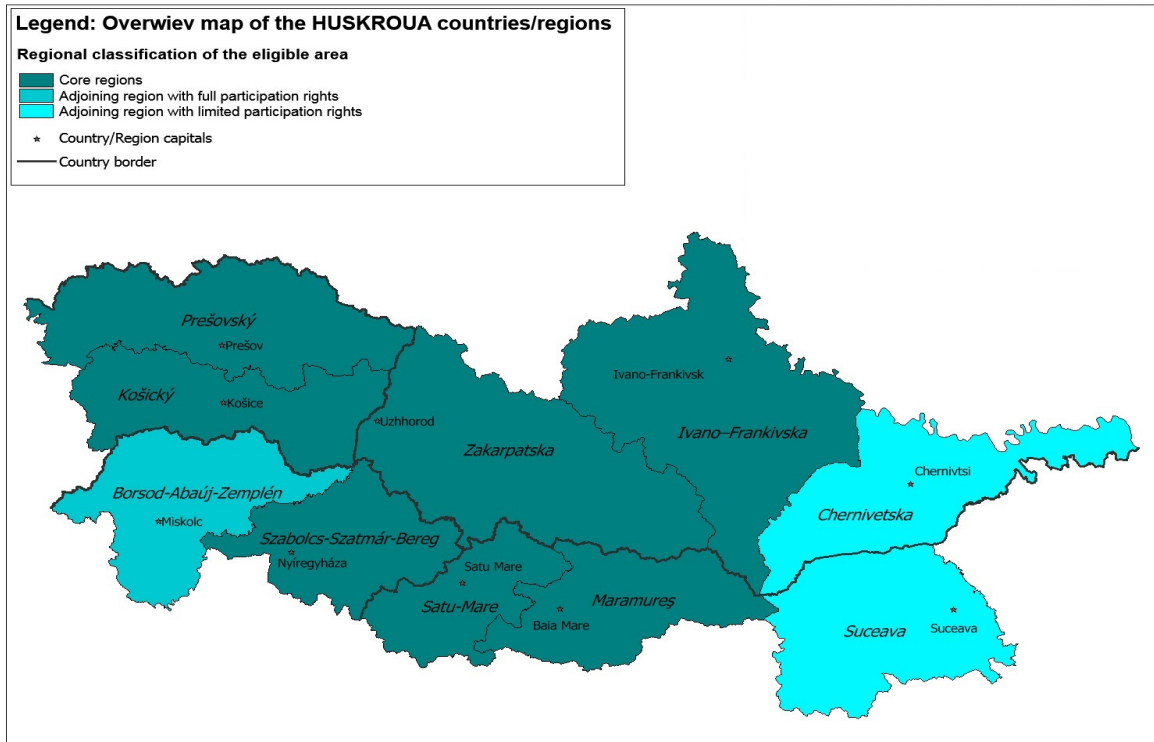 Legend: Overwiev map of the HUSKROUA countries/regions
Regional classification of the eligible area
Core regions
Adjoining region with full participation rights
Adjoining region with limited participation rights
Country/Region capitals
Country border
Prešovský
Prešov
Ivano-Frankivsk
Košický
Košice
Uzhhorod
Ivano–Frankivska
Zakarpatska
Chernivtsi
Borsod-Abaúj-Zemplén
Miskolc
Chernivetska
Szabolcs-Szatmár-Bereg
Nyíregyháza
Satu Mare
Satu-Mare
Maramureş
Baia Mare
Suceava
Suceava